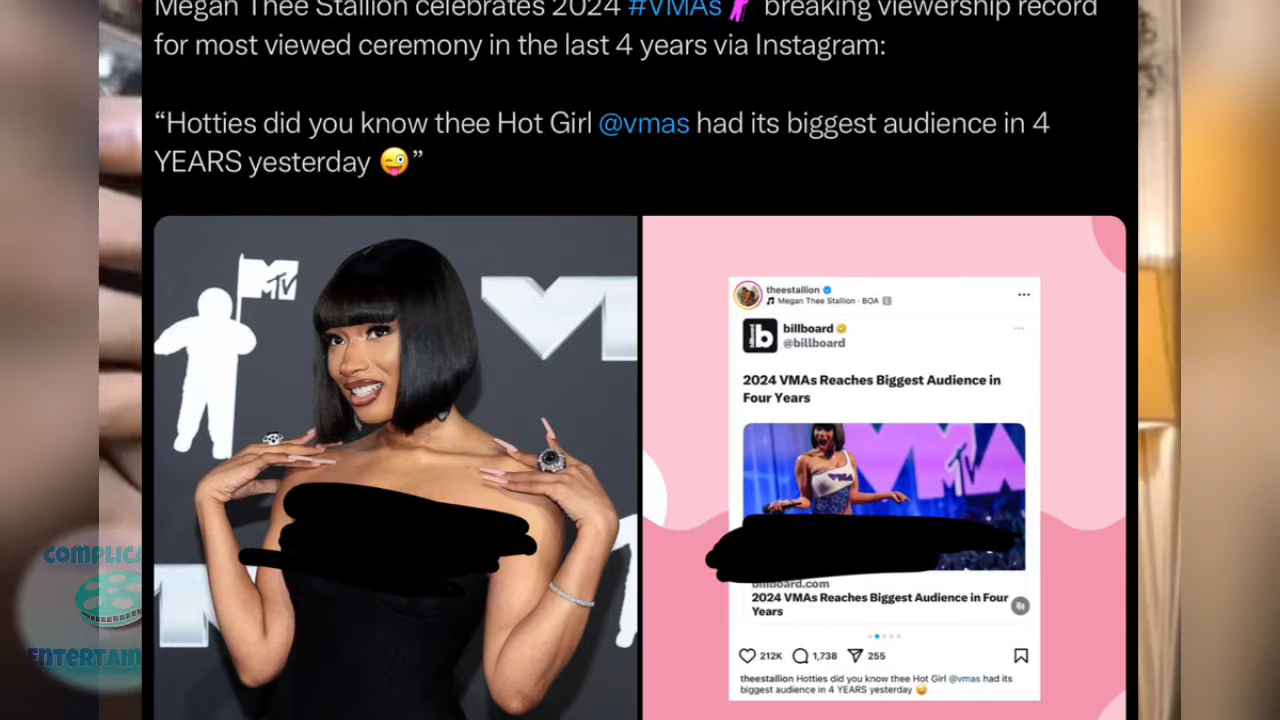 Megan Thee Stallion celebrates 2024 #VMAs breaking viewership record
for most viewed ceremony in the last 4 years via Instagram:
“Hotties did you know thee Hot Girl @vmas had its biggest audience in 4
YEARS yesterday 😜”
MTV
theestallion
Megan Thee Stallion · BOA E
billboard
@billboard
2024 VMAs Reaches Biggest Audience in
Four Years
VMA
MTV
billboard.com
2024 VMAs Reaches Biggest Audience in Four
Years
212K 1,738 255
theestallion Hotties did you know thee Hot Girl @vmas had its
biggest audience in 4 YEARS yesterday 😜
COMPLICA
ENTERTAIN